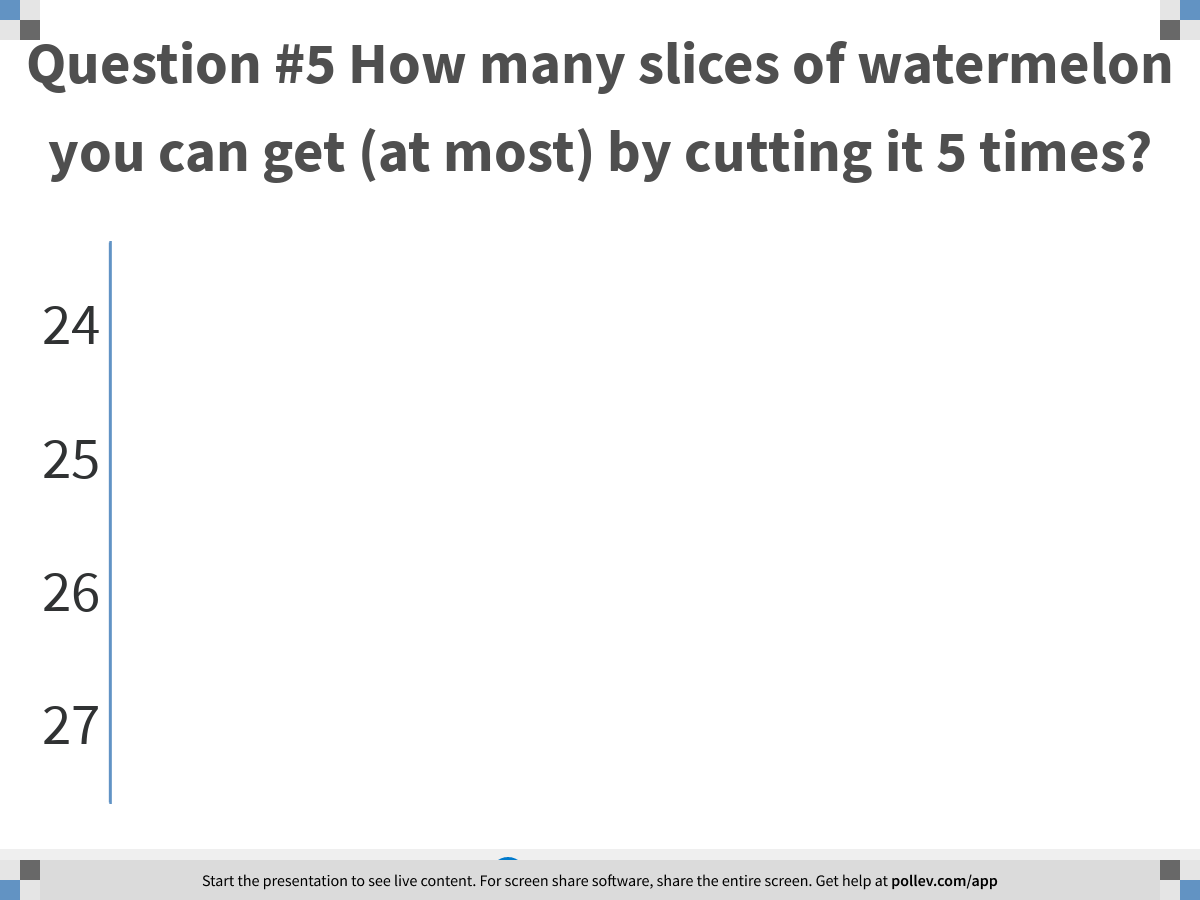 Question #5 How many slices of watermelon
you can get (at most) by cutting it 5 times?
24
25
26
27
Start the presentation to see live content. For screen share software, share the entire screen. Get help at pollev.com/app